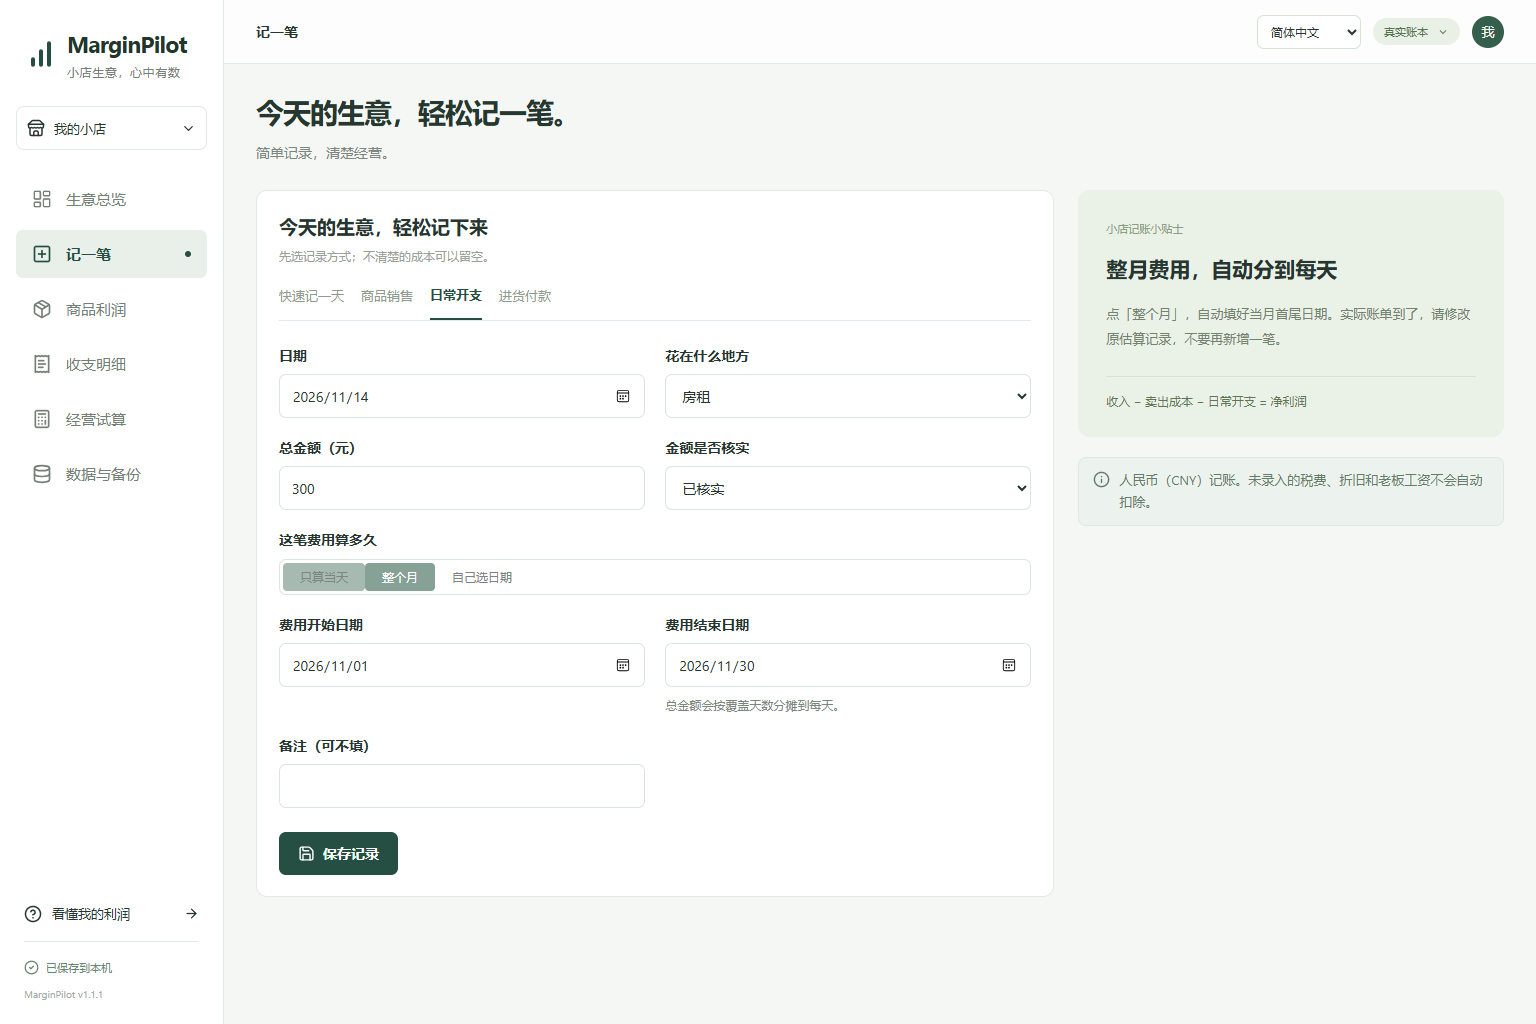 MarginPilot
小店生意，心中有数
我的小店
生意总览
记一笔
商品利润
收支明细
经营试算
数据与备份
看懂我的利润
已保存到本机
MarginPilot v1.1.1
记一笔
简体中文
真实账本
我
今天的生意，轻松记一笔。
简单记录，清楚经营。
今天的生意，轻松记下来
先选记录方式；不清楚的成本可以留空。
快速记一天 商品销售 日常开支 进货付款
日期
2026/11/14
花在什么地方
房租
总金额（元）
300
金额是否核实
已核实
这笔费用算多久
只算当天 整个月 自己选日期
费用开始日期
2026/11/01
费用结束日期
2026/11/30
总金额会按覆盖天数分摊到每天。
备注（可不填）
保存记录
小店记账小贴士
整月费用，自动分到每天
点「整个月」，自动填好当月首尾日期。实际账单到了，请修改
原估算记录，不要再新增一笔。
收入 − 卖出成本 − 日常开支 = 净利润
人民币（CNY）记账。未录入的税费、折旧和老板工资不会自动
扣除。